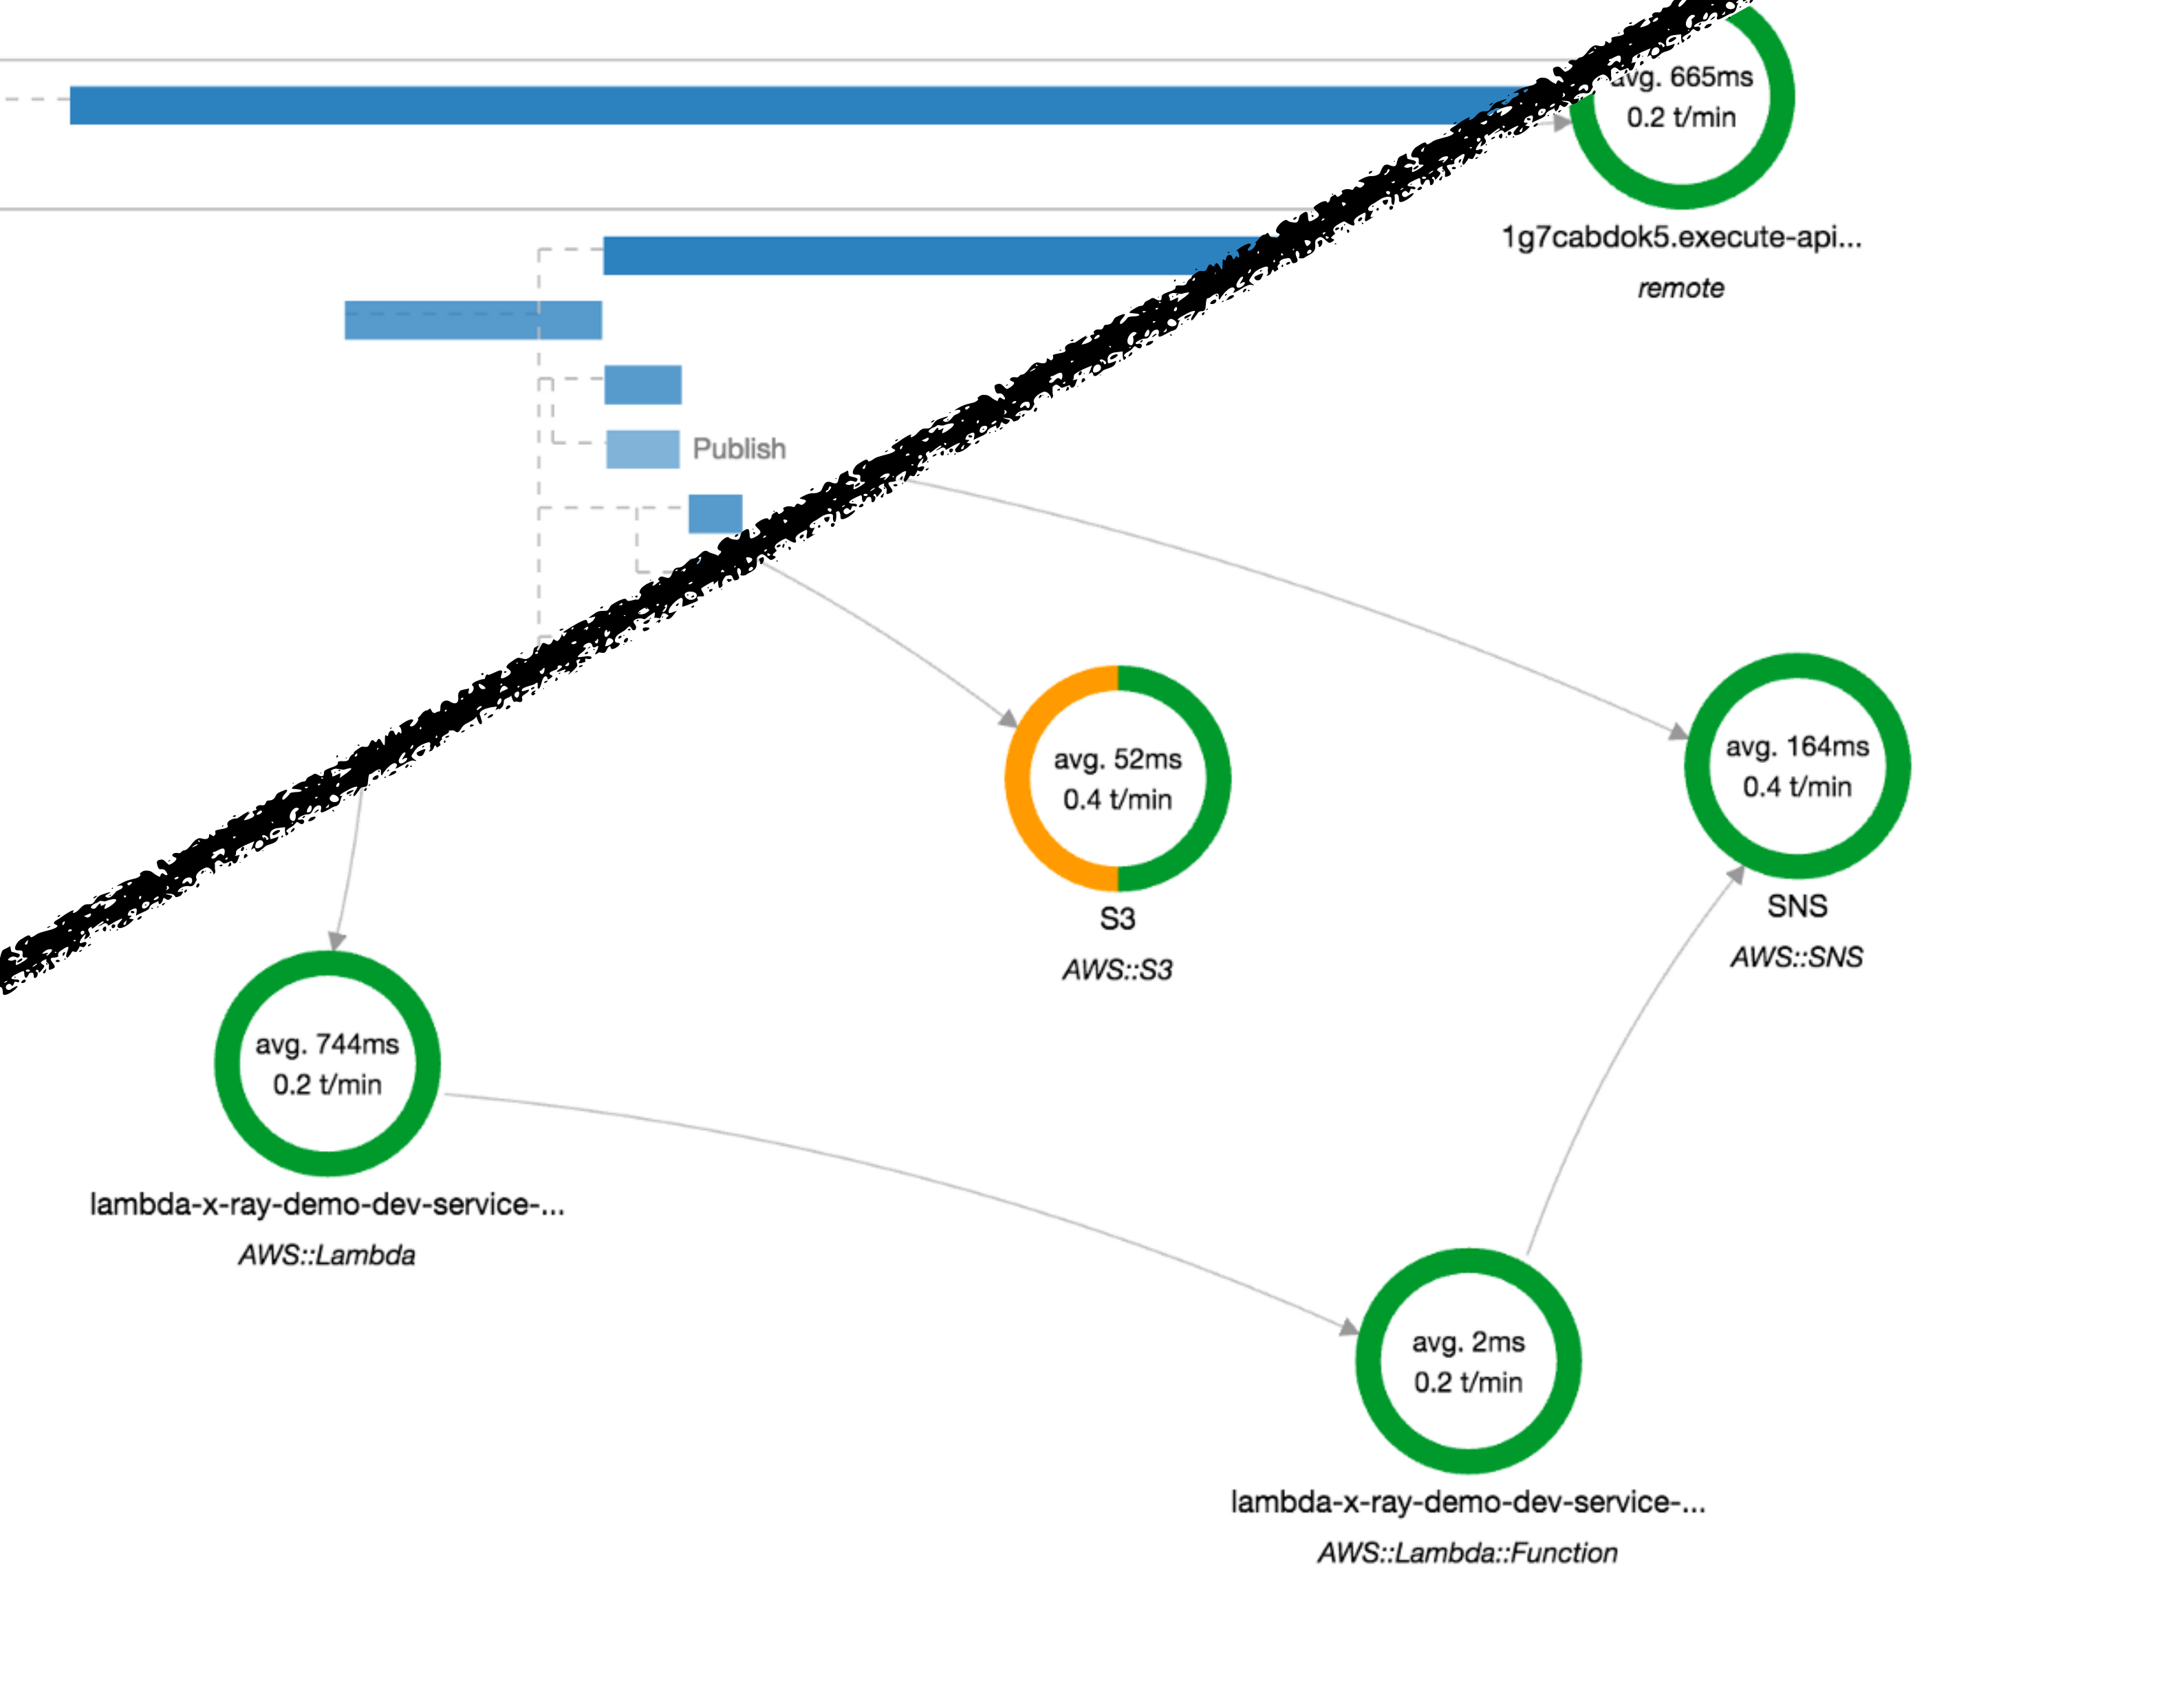 avg. 665ms
0.2 t/min
1g7cabdok5.execute-api...
remote
Publish
avg. 52ms
0.4 t/min
S3
AWS::S3
avg. 164ms
0.4 t/min
SNS
AWS::SNS
avg. 744ms
0.2 t/min
lambda-x-ray-demo-dev-service-...
AWS::Lambda
avg. 2ms
0.2 t/min
lambda-x-ray-demo-dev-service-...
AWS::Lambda::Function